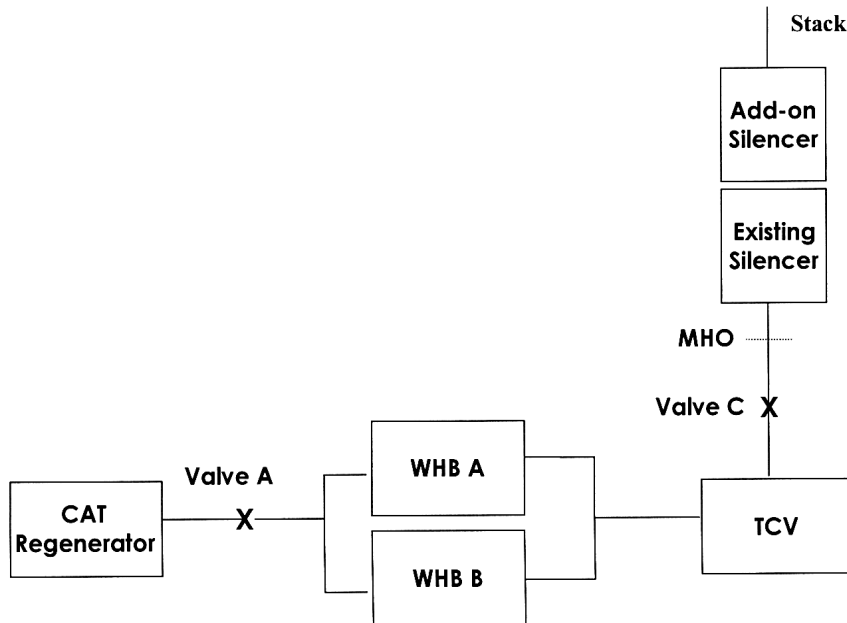 Stack
Add-on
Silencer
Existing
Silencer
MHO
Valve C X
Valve A
X
WHB A
CAT
Regenerator
TCV
WHB B